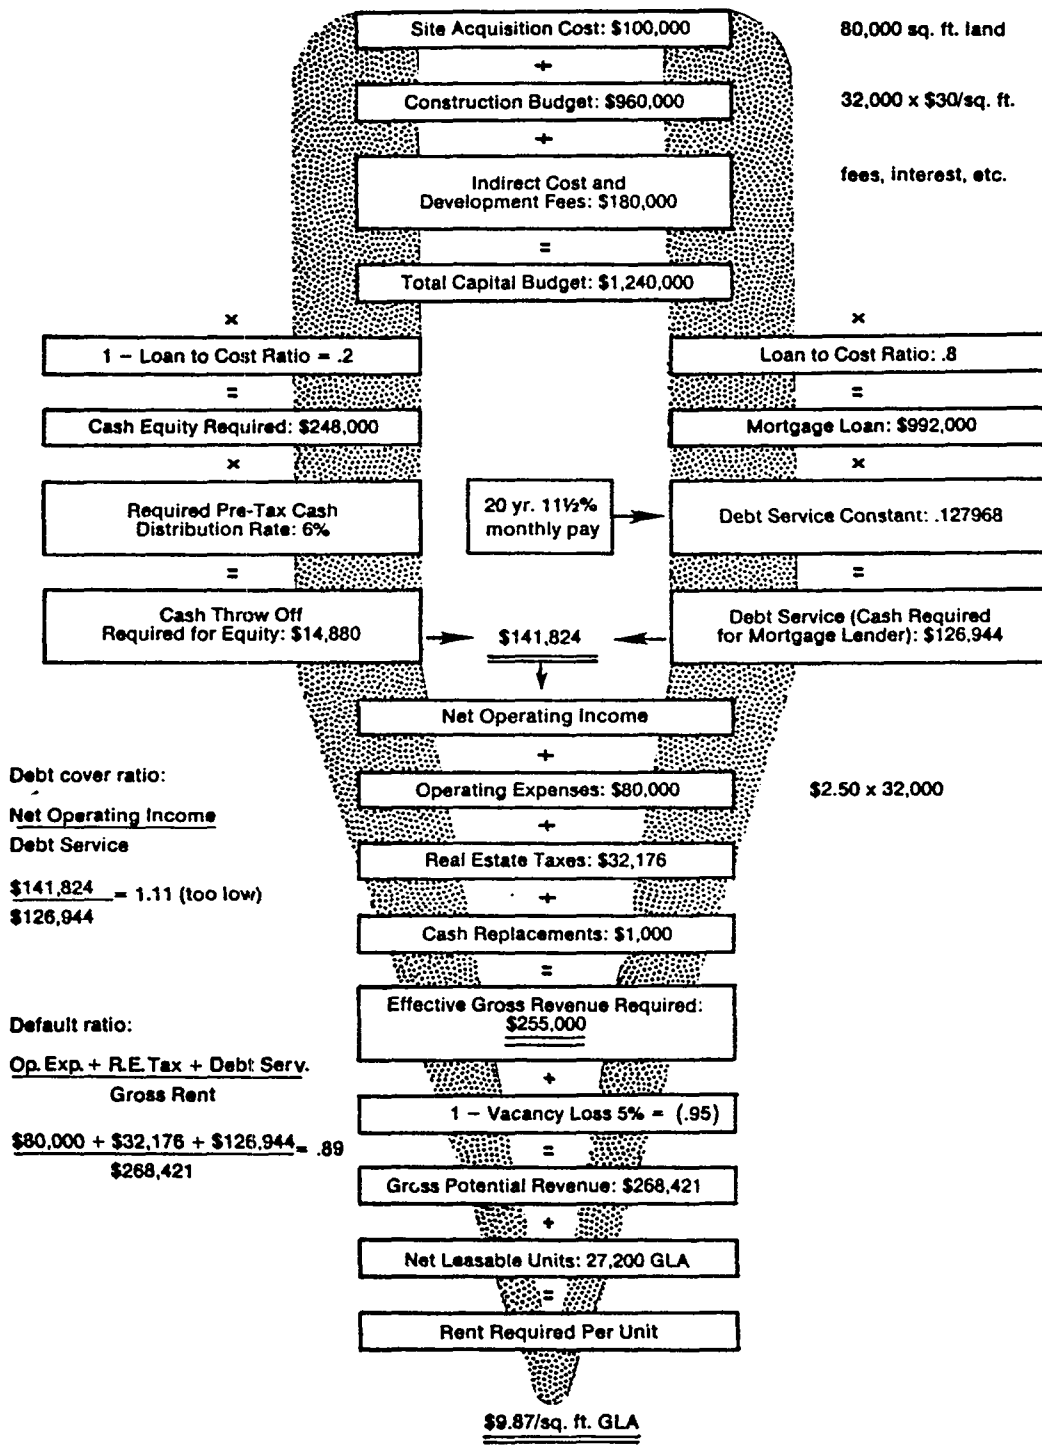 Site Acquisition Cost: $100,000
80,000 sq. ft. land
+
Construction Budget: $960,000
32,000 x $30/sq. ft.
+
Indirect Cost and
Development Fees: $180,000
fees, interest, etc.
=
Total Capital Budget: $1,240,000
×
1 – Loan to Cost Ratio = .2
=
Cash Equity Required: $248,000
×
Required Pre-Tax Cash
Distribution Rate: 6%
=
Cash Throw Off
Required for Equity: $14,880
×
Loan to Cost Ratio: .8
=
Mortgage Loan: $992,000
×
20 yr. 11½%
monthly pay
Debt Service Constant: .127968
=
Debt Service (Cash Required
for Mortgage Lender): $126,944
$141,824
Net Operating Income
+
Operating Expenses: $80,000
$2.50 x 32,000
+
Real Estate Taxes: $32,176
+
Cash Replacements: $1,000
=
Effective Gross Revenue Required:
$255,000
+
1 – Vacancy Loss 5% = (.95)
=
Gross Potential Revenue: $268,421
+
Net Leasable Units: 27,200 GLA
=
Rent Required Per Unit
$9.87/sq. ft. GLA
Debt cover ratio:
Net Operating Income
Debt Service
$141,824 = 1.11 (too low)
$126,944
Default ratio:
Op. Exp. + R.E. Tax + Debt Serv.
Gross Rent
$80,000 + $32,176 + $126,944 = .89
$268,421